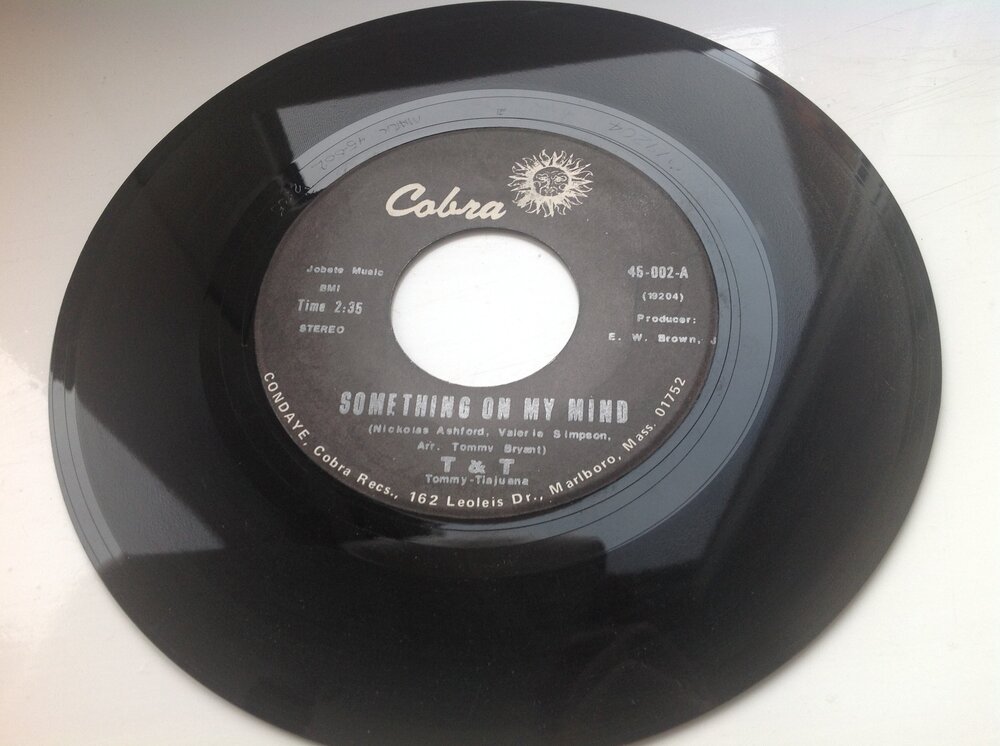 Cobra
Jobete Music
BMI
Time 2:35
STEREO
45-002-A
(19204)
Producer:
E. W. Brown, J
SOMETHING ON MY MIND
(Nickolas Ashford, Valerie Simpson,
Arr. Tommy Bryant)
T & T
Tommy-Tiajuana
CONDAYE, Cobra Recs., 162 Leoleis Dr., Marlboro, Mass. 01752